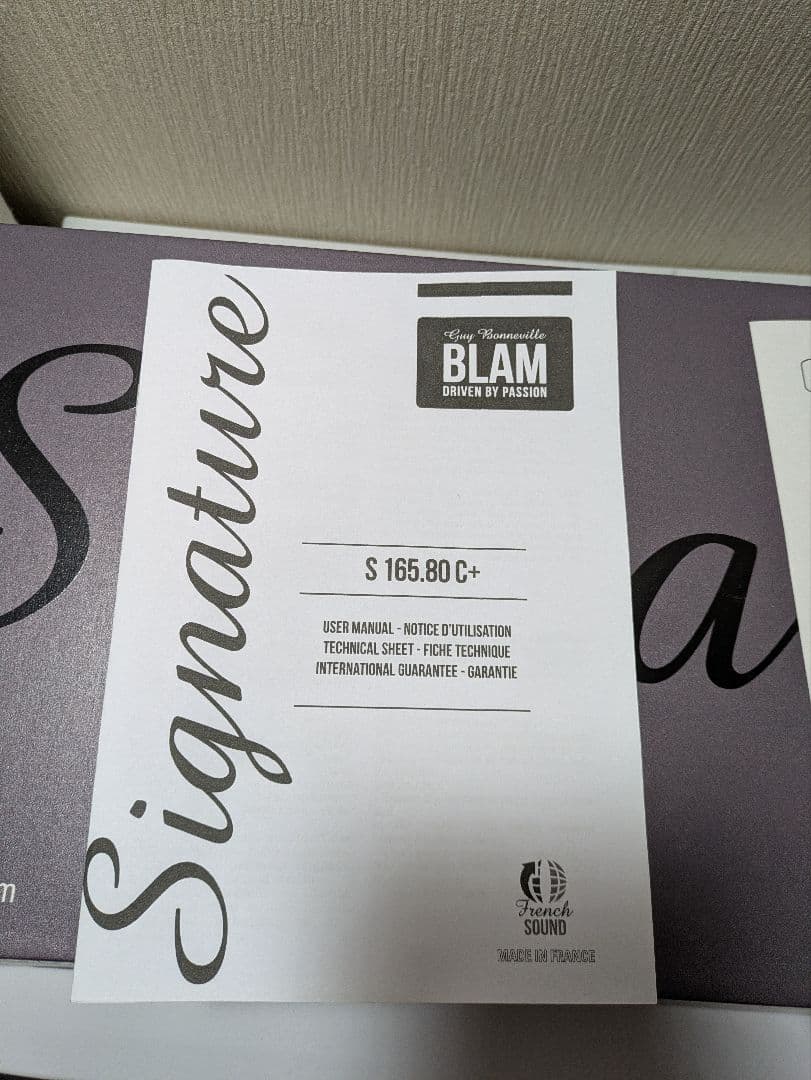 Signature
Guy Bonneville
BLAM
DRIVEN BY PASSION
S 165.80 C+
USER MANUAL - NOTICE D'UTILISATION
TECHNICAL SHEET - FICHE TECHNIQUE
INTERNATIONAL GUARANTEE - GARANTIE
French
SOUND
MADE IN FRANCE
S
a
m